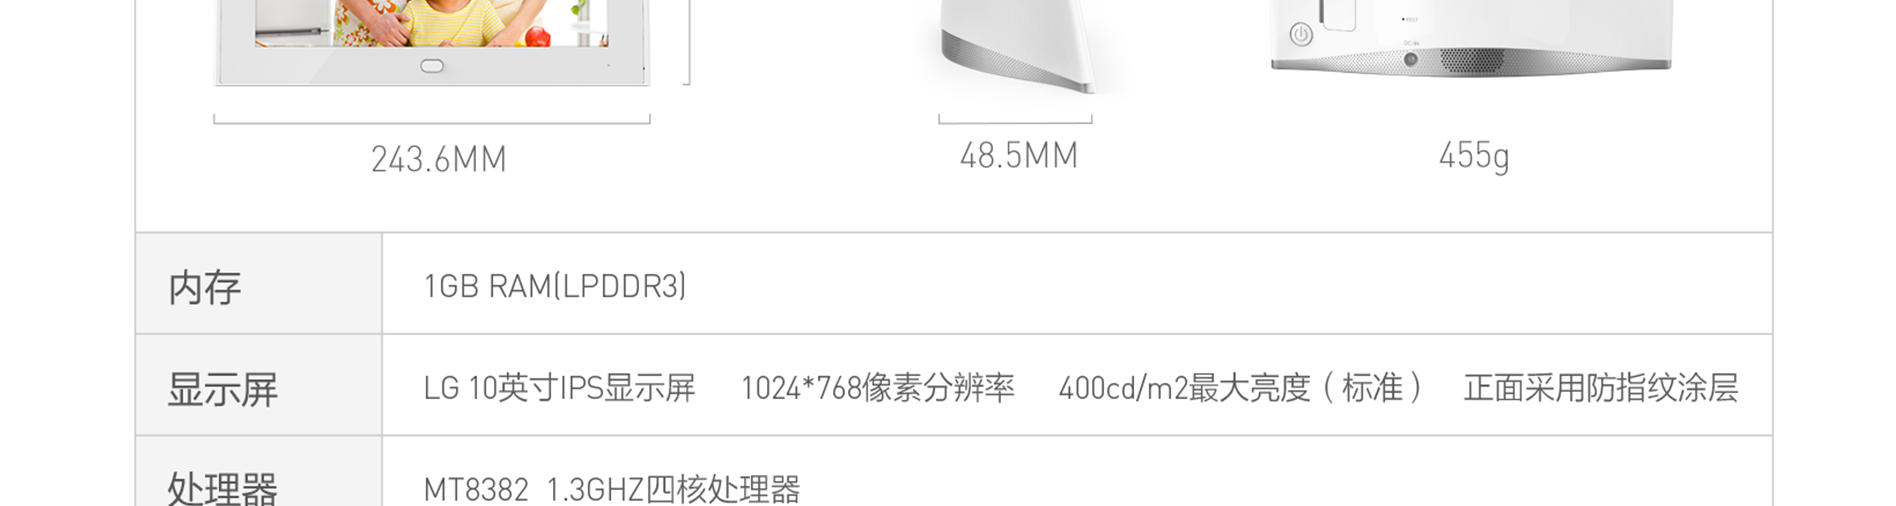 243.6MM
48.5MM
455g
内存
1GB RAM(LPDDR3)
显示屏
LG 10英寸IPS显示屏 1024*768像素分辨率 400cd/m2最大亮度（标准） 正面采用防指纹涂层
处理器
MT8382 1.3GHZ四核处理器